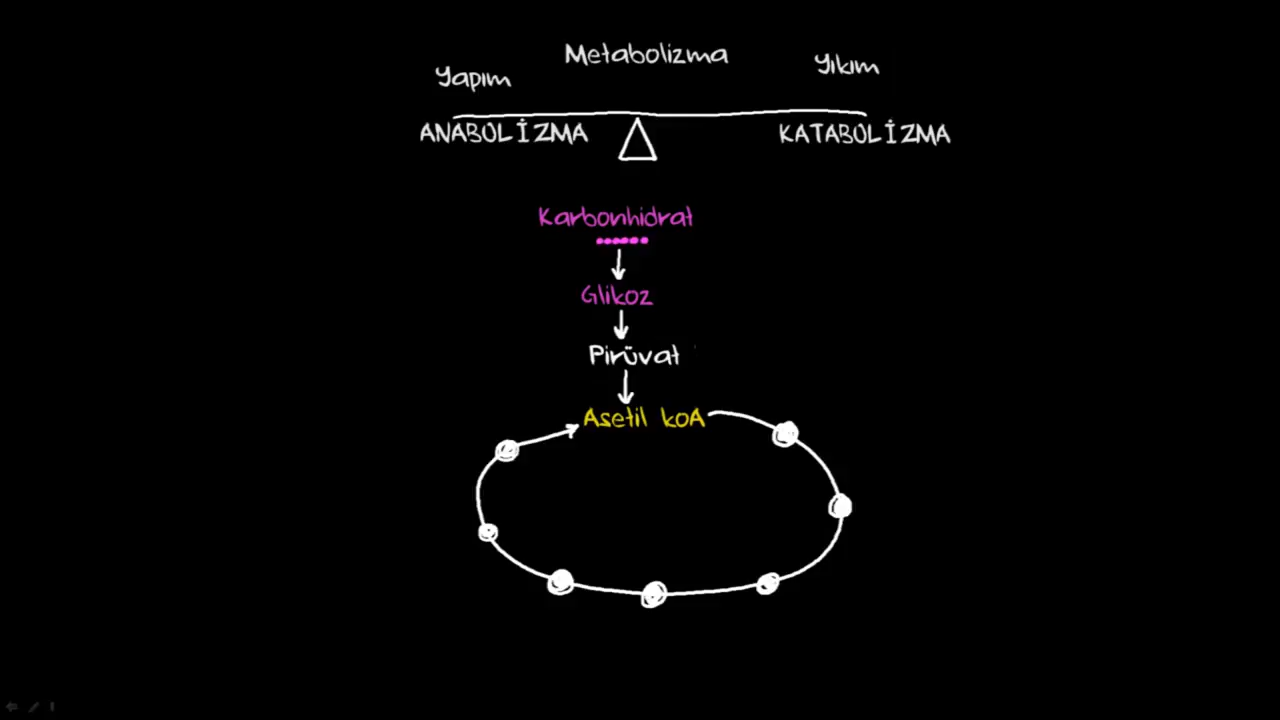 Metabolizma
Yapım
Yıkım
ANABOLİZMA
KATABOLİZMA
Karbonhidrat
Glikoz
Pirüvat
Asetil koA